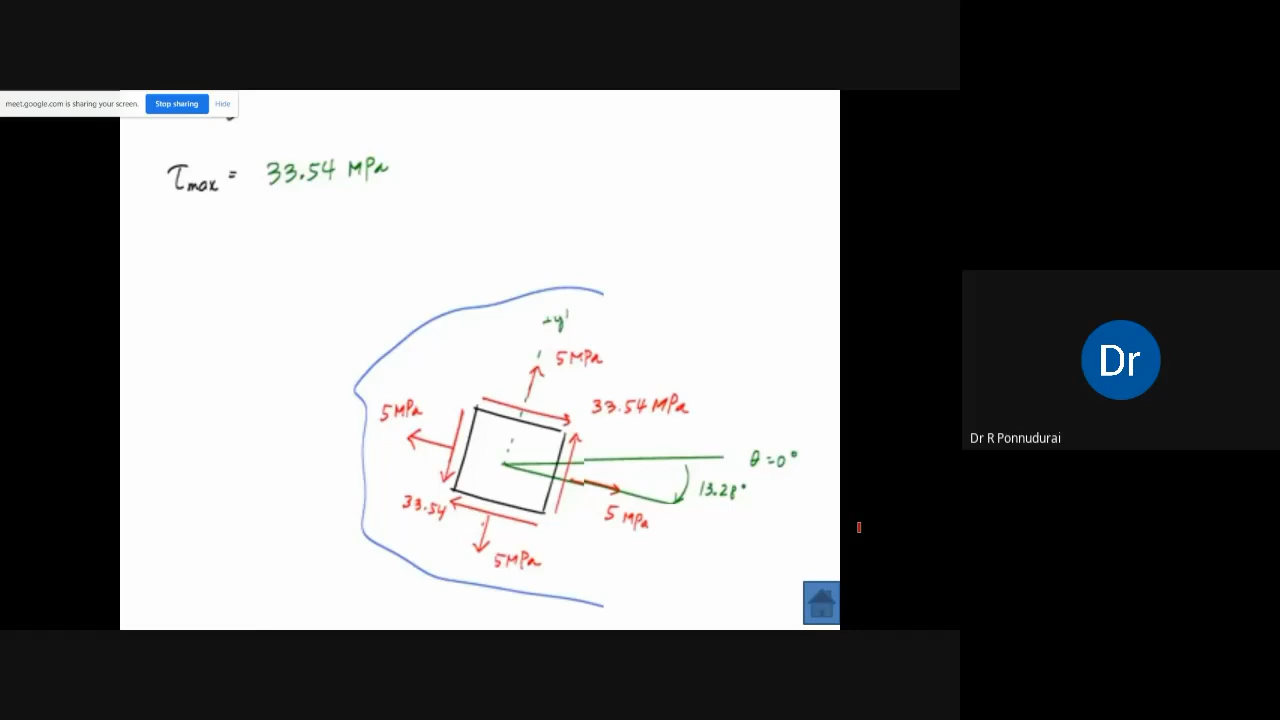 meet.google.com is sharing your screen. Stop sharing Hide
τmax = 33.54 MPa
+y'
5 MPa
5 MPa
33.54 MPa
θ = 0°
13.28°
33.54
5 MPa
5 MPa
Dr
Dr R Ponnudurai